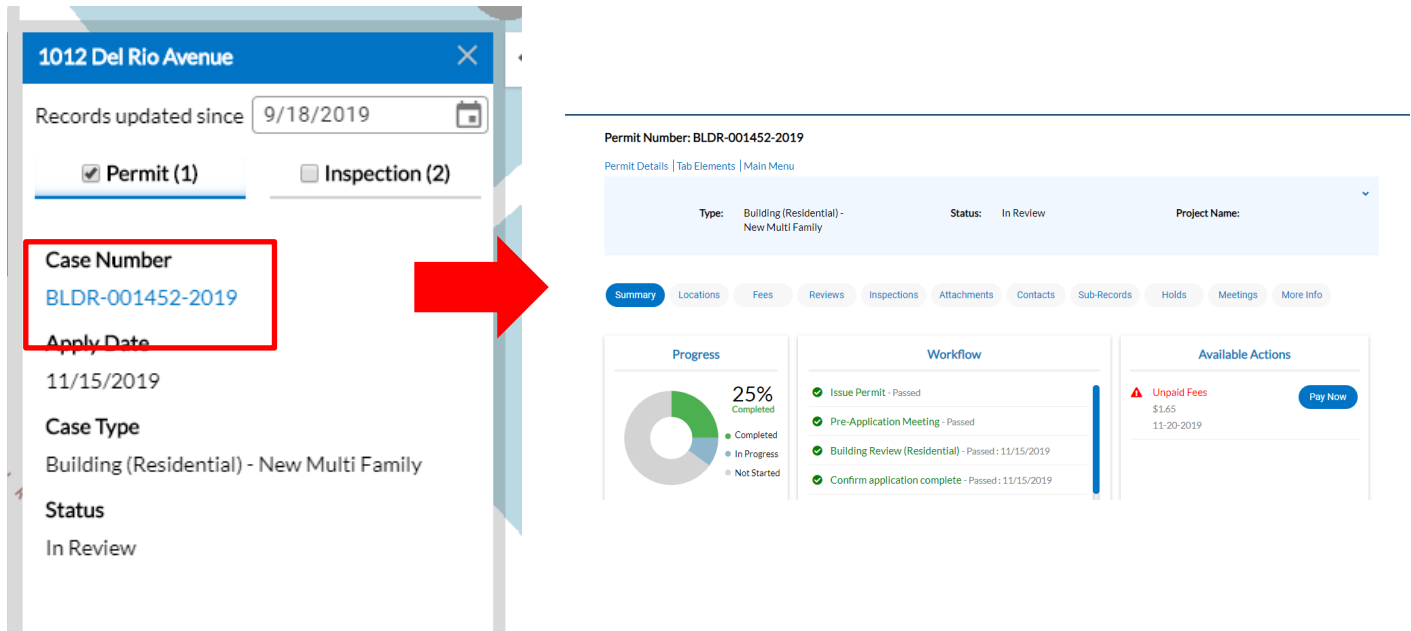 1012 Del Rio Avenue
Records updated since 9/18/2019
Permit (1) Inspection (2)
Case Number
BLDR-001452-2019
Apply Date
11/15/2019
Case Type
Building (Residential) - New Multi Family
Status
In Review
Permit Number: BLDR-001452-2019
Permit Details | Tab Elements | Main Menu
Type: Building (Residential) - Status: In Review Project Name:
New Multi Family
Summary Locations Fees Reviews Inspections Attachments Contacts Sub-Records Holds Meetings More Info
Progress
25%
Completed
Completed
In Progress
Not Started
Workflow
Issue Permit - Passed
Pre-Application Meeting - Passed
Building Review (Residential) - Passed : 11/15/2019
Confirm application complete - Passed : 11/15/2019
Available Actions
Unpaid Fees Pay Now
$1.65
11-20-2019